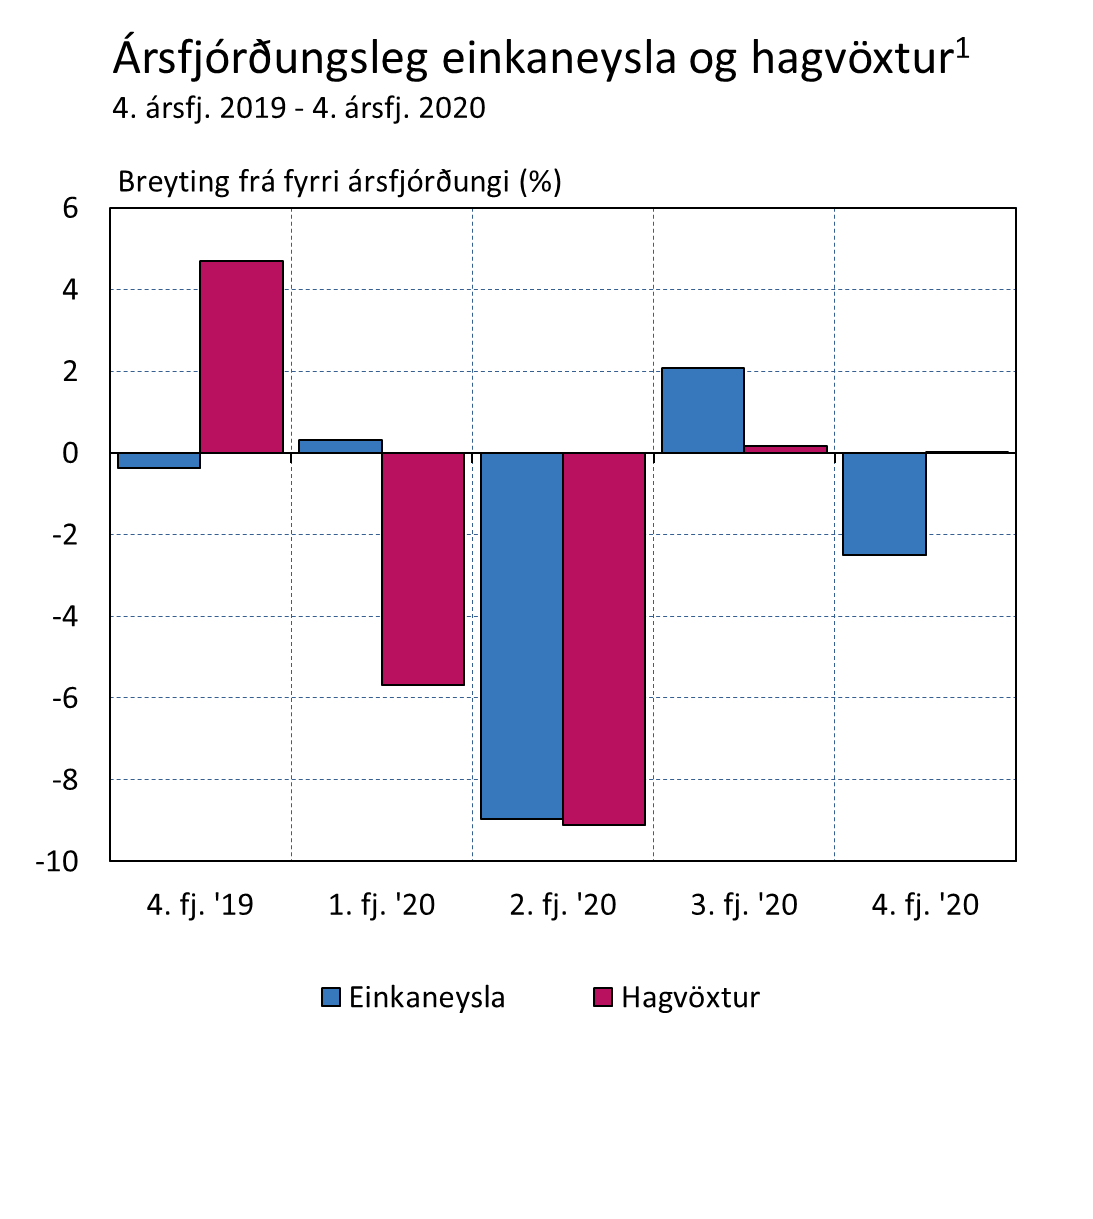 Ársfjórðungsleg einkaneysla og hagvöxtur¹
4. ársfj. 2019 - 4. ársfj. 2020
Breyting frá fyrri ársfjórðungi (%)
6
4
2
0
-2
-4
-6
-8
-10
4. fj. '19 1. fj. '20 2. fj. '20 3. fj. '20 4. fj. '20
Einkaneysla Hagvöxtur